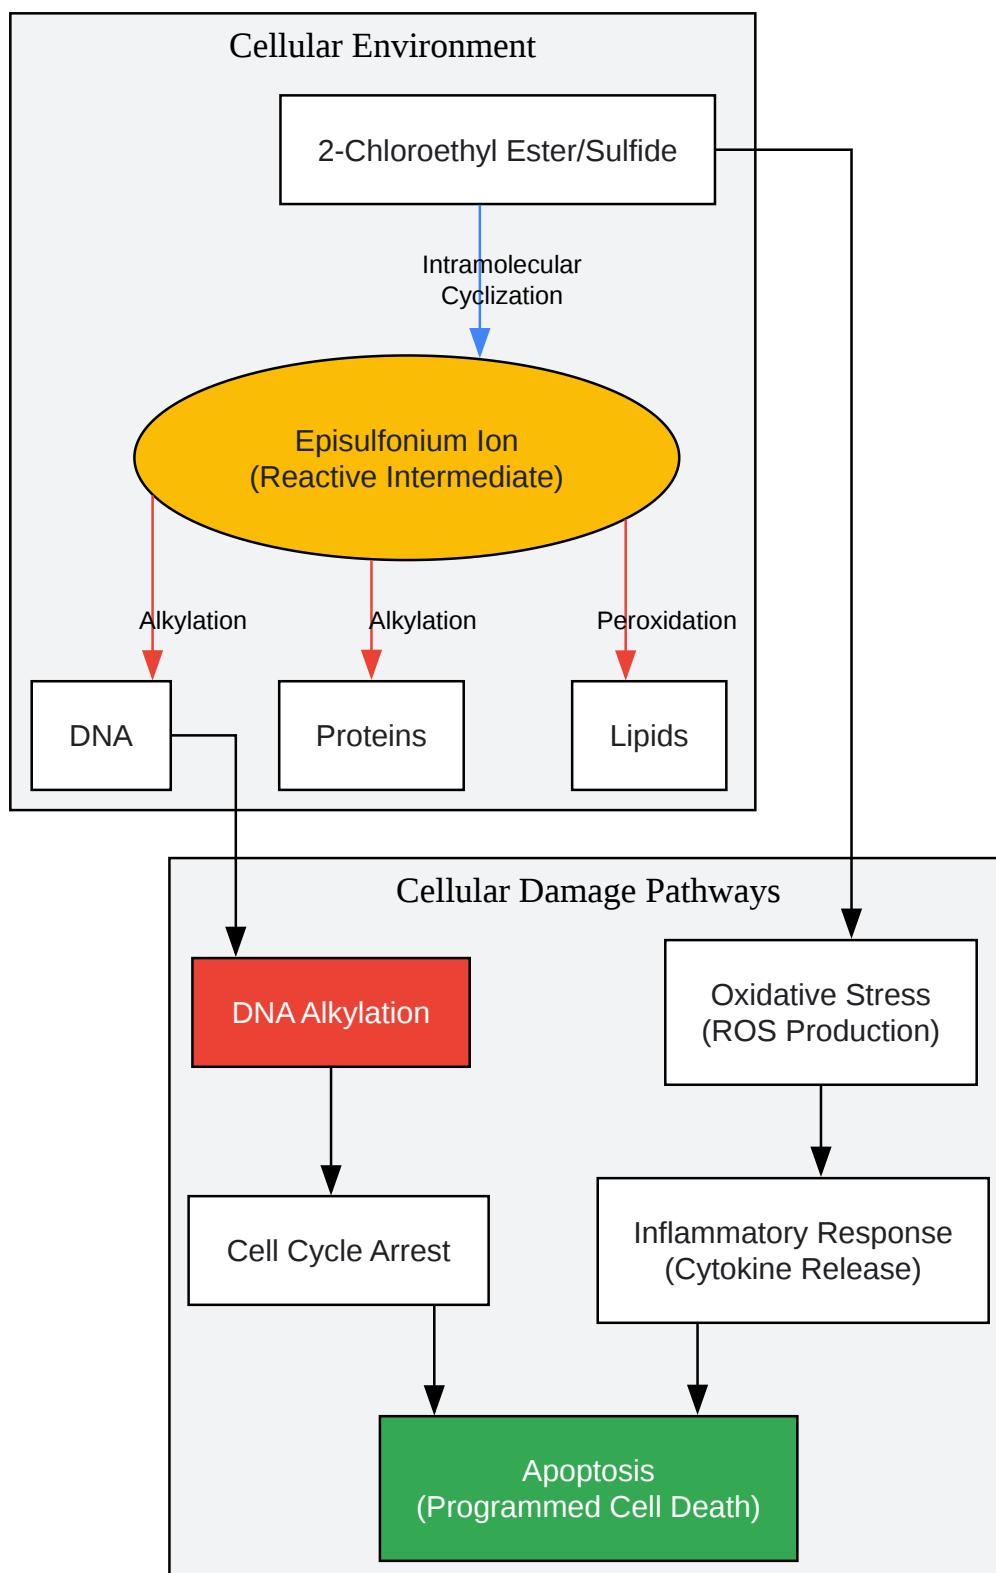 Cellular Environment
2-Chloroethyl Ester/Sulfide
Intramolecular
Cyclization
Episulfonium Ion
(Reactive Intermediate)
Alkylation
Alkylation
Peroxidation
DNA
Proteins
Lipids
Cellular Damage Pathways
DNA Alkylation
Oxidative Stress
(ROS Production)
Cell Cycle Arrest
Inflammatory Response
(Cytokine Release)
Apoptosis
(Programmed Cell Death)